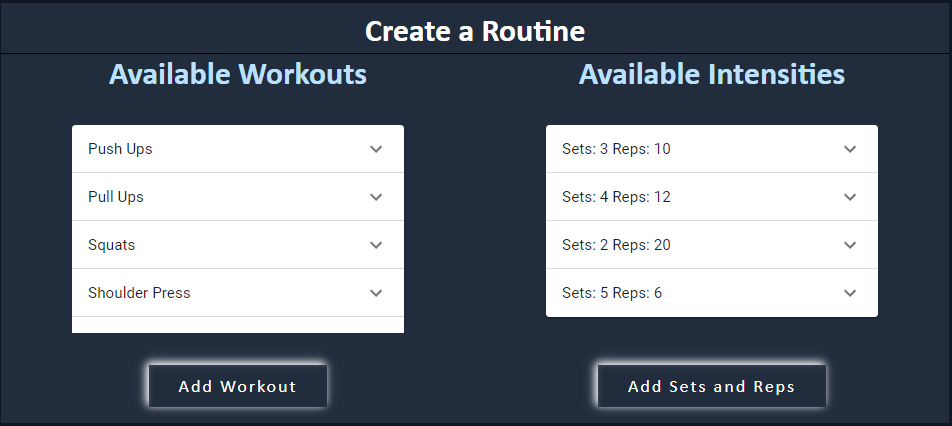 Create a Routine
Available Workouts
Push Ups
Pull Ups
Squats
Shoulder Press
Add Workout
Available Intensities
Sets: 3 Reps: 10
Sets: 4 Reps: 12
Sets: 2 Reps: 20
Sets: 5 Reps: 6
Add Sets and Reps